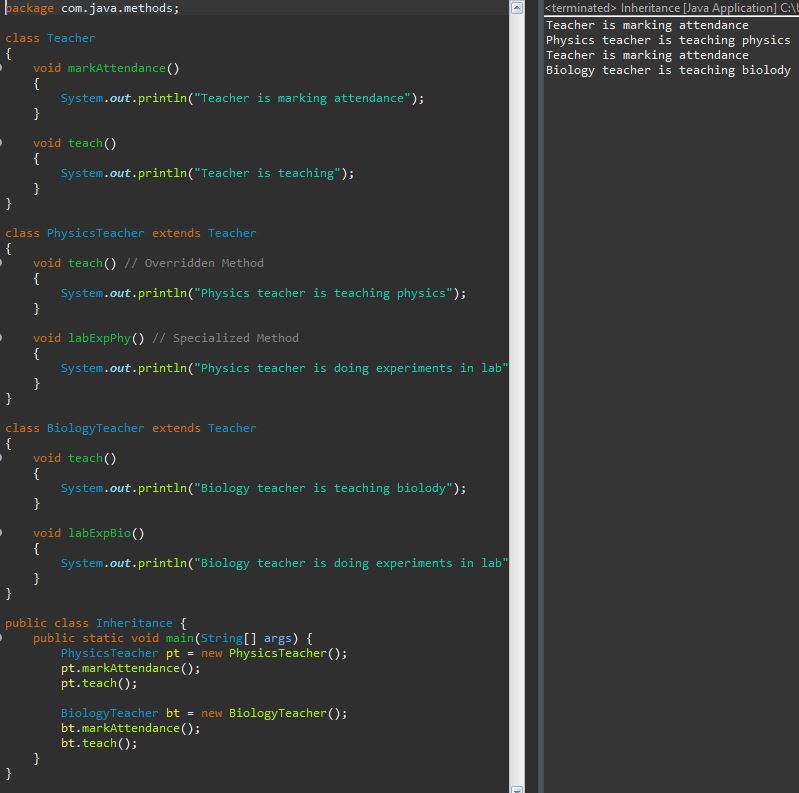 package com.java.methods;
class Teacher
{
void markAttendance()
{
System.out.println("Teacher is marking attendance");
}
void teach()
{
System.out.println("Teacher is teaching");
}
}
class PhysicsTeacher extends Teacher
{
void teach() // Overridden Method
{
System.out.println("Physics teacher is teaching physics");
}
void labExpPhy() // Specialized Method
{
System.out.println("Physics teacher is doing experiments in lab"
}
}
class BiologyTeacher extends Teacher
{
void teach()
{
System.out.println("Biology teacher is teaching biolody");
}
void labExpBio()
{
System.out.println("Biology teacher is doing experiments in lab"
}
}
public class Inheritance {
public static void main(String[] args) {
PhysicsTeacher pt = new PhysicsTeacher();
pt.markAttendance();
pt.teach();
BiologyTeacher bt = new BiologyTeacher();
bt.markAttendance();
bt.teach();
}
}
<terminated> Inheritance [Java Application] C:\U
Teacher is marking attendance
Physics teacher is teaching physics
Teacher is marking attendance
Biology teacher is teaching biolody